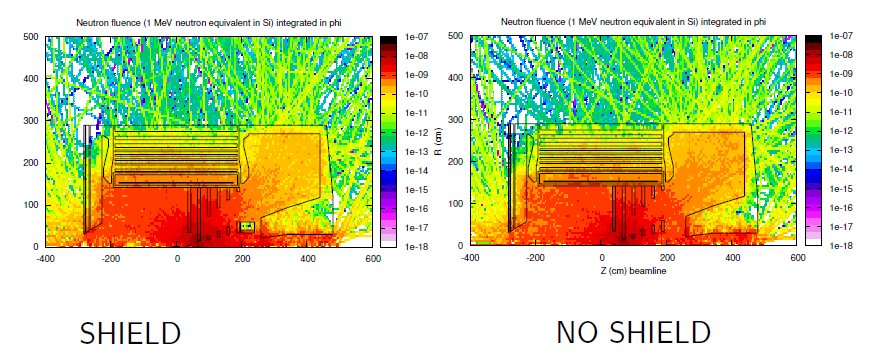 Neutron fluence (1 MeV neutron equivalent in Si) integrated in phi
500
400
300
200
100
0
-400
-200
0
200
400
600
1e-07
1e-08
1e-09
1e-10
1e-11
1e-12
1e-13
1e-14
1e-15
1e-16
1e-17
1e-18
SHIELD
Neutron fluence (1 MeV neutron equivalent in Si) integrated in phi
R (cm)
500
400
300
200
100
0
-400
-200
0
200
400
600
Z (cm) beamline
1e-07
1e-08
1e-09
1e-10
1e-11
1e-12
1e-13
1e-14
1e-15
1e-16
1e-17
1e-18
NO SHIELD